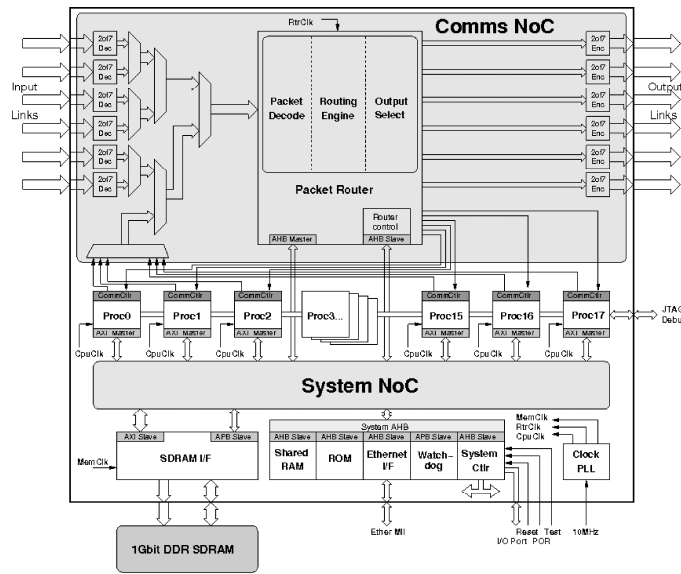 RtrClk
Comms NoC
2of7 Dec
2of7 Dec
2of7 Dec
2of7 Dec
2of7 Dec
2of7 Dec
Input
Links
Packet Decode
Routing Engine
Output Select
Packet Router
Router control
AHB Master
AHB Slave
2of7 Enc
2of7 Enc
2of7 Enc
2of7 Enc
2of7 Enc
2of7 Enc
Output
Links
CommCtlr
Proc0
AXI Master
CommCtlr
Proc1
AXI Master
CommCtlr
Proc2
AXI Master
Proc3...
CommCtlr
Proc15
AXI Master
CommCtlr
Proc16
AXI Master
CommCtlr
Proc17
AXI Master
JTAG
Debug
CpuClk
CpuClk
CpuClk
CpuClk
CpuClk
CpuClk
System NoC
AXI Slave
APB Slave
SDRAM I/F
MemClk
System AHB
AHB Slave
AHB Slave
AHB Slave
APB Slave
AHB Slave
Shared RAM
ROM
Ethernet I/F
Watch-dog
System Ctlr
MemClk
RtrClk
CpuClk
Clock PLL
1Gbit DDR SDRAM
Ether MII
Reset Test
I/O Port POR
10MHz